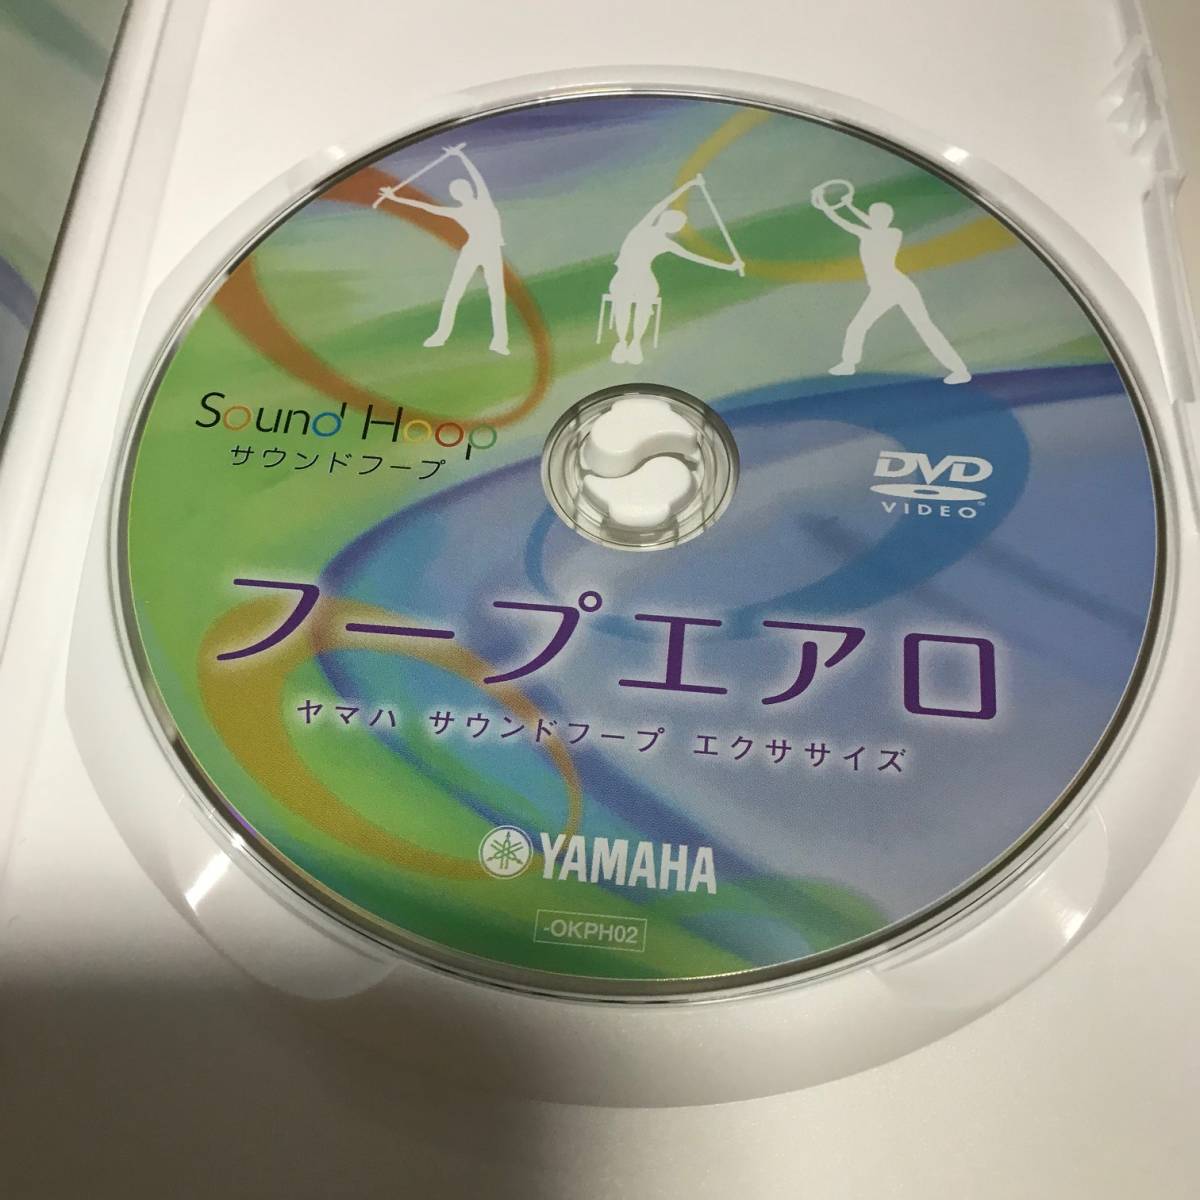 Sound Hoop
サウンドフープ
DVD
VIDEO
フープエアロ
ヤマハ サウンドフープ エクササイズ
YAMAHA
-OKPH02